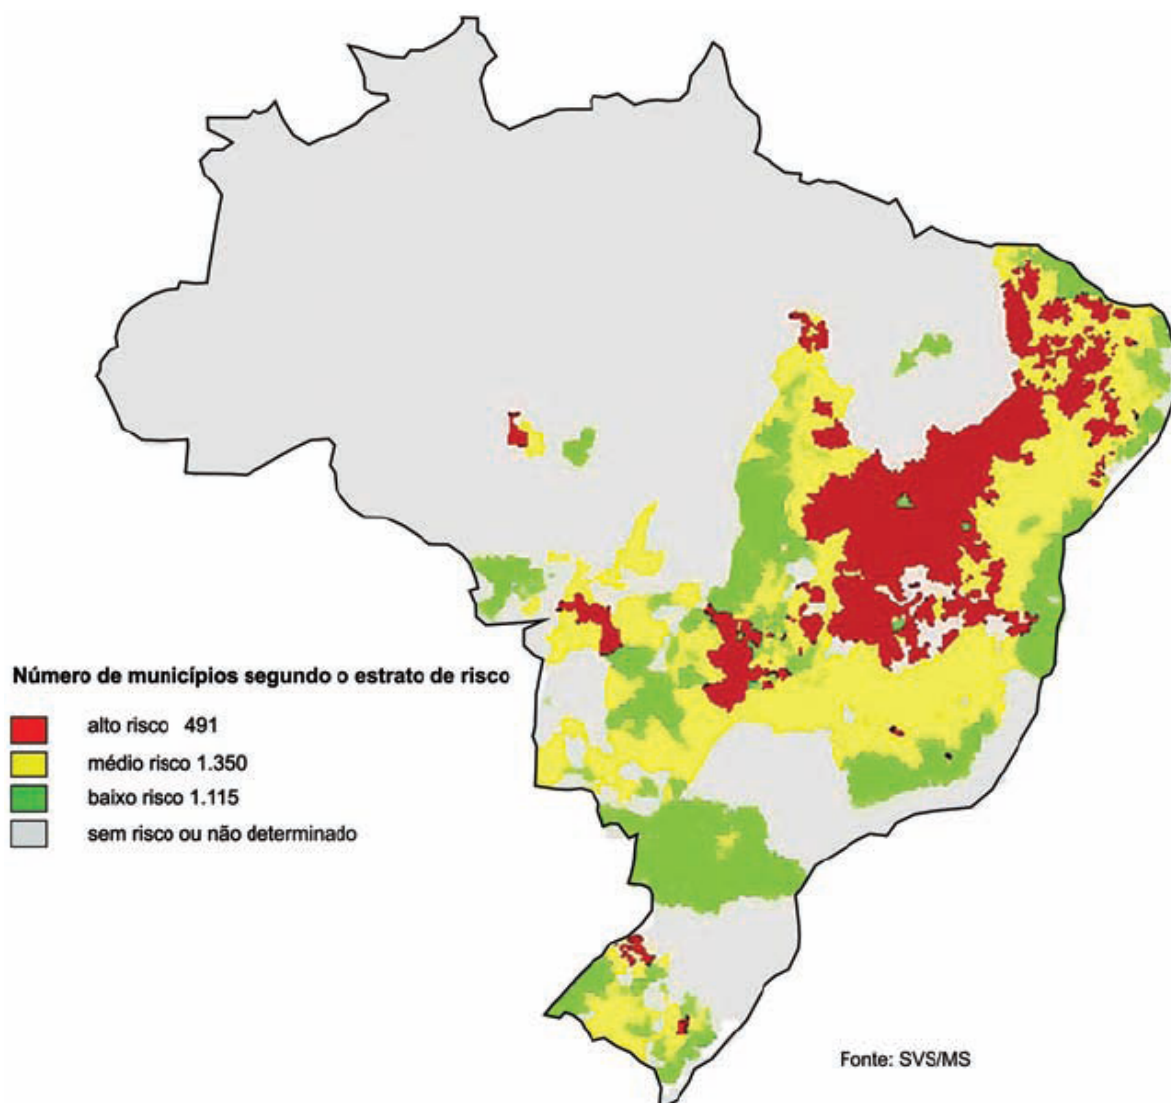 Número de municípios segundo o estrato de risco
alto risco 491
médio risco 1.350
baixo risco 1.115
sem risco ou não determinado
Fonte: SVS/MS